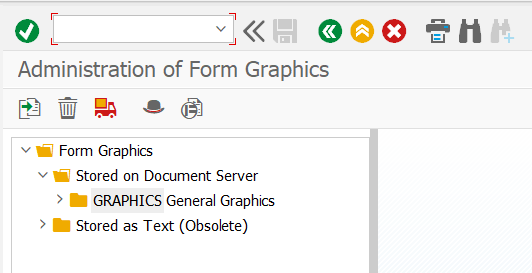 Administration of Form Graphics
Form Graphics
Stored on Document Server
GRAPHICS General Graphics
Stored as Text (Obsolete)